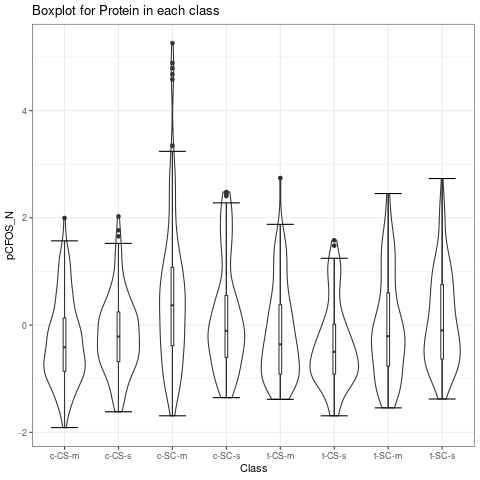 Boxplot for Protein in each class
pCFOS_N
4
2
0
-2
c-CS-m c-CS-s c-SC-m c-SC-s t-CS-m t-CS-s t-SC-m t-SC-s
Class